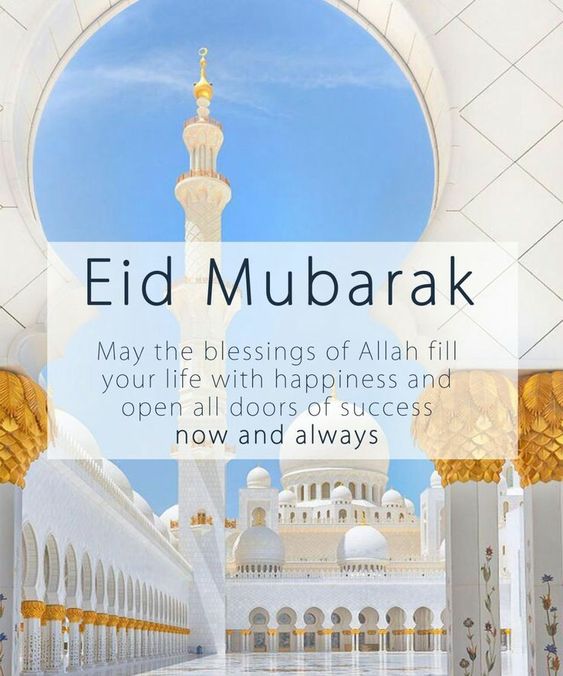 Eid Mubarak
May the blessings of Allah fill
your life with happiness and
open all doors of success
now and always